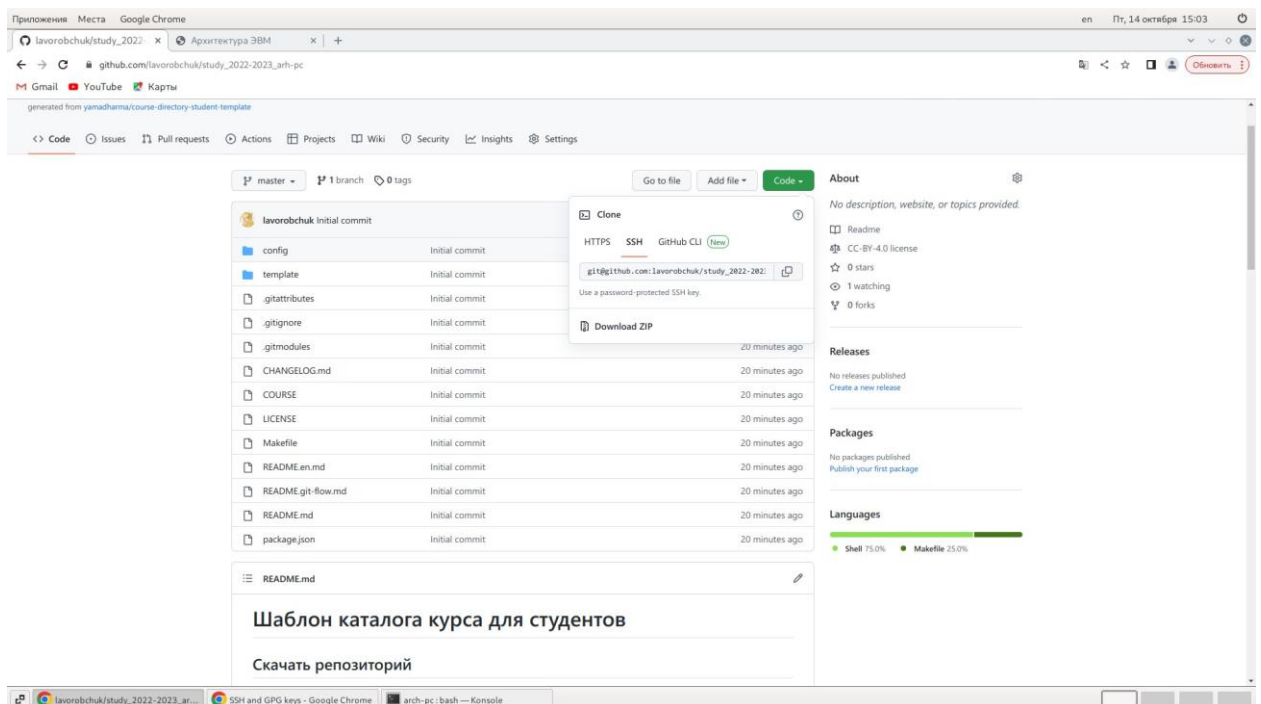 Приложения Места Google Chrome en Пт, 14 октября 15:03
lavorobchuk/study_2022- Архитектура ЭВМ
github.com/lavorobchuk/study_2022-2023_arh-pc Обновить
Gmail YouTube Карты
generated from yamadharma/course-directory-student-template
<> Code Issues Pull requests Actions Projects Wiki Security Insights Settings
master 1 branch 0 tags Go to file Add file Code
lavorobchuk Initial commit
config Initial commit
template Initial commit
.gitattributes Initial commit
.gitignore Initial commit
.gitmodules Initial commit 20 minutes ago
CHANGELOG.md Initial commit 20 minutes ago
COURSE Initial commit 20 minutes ago
LICENSE Initial commit 20 minutes ago
Makefile Initial commit 20 minutes ago
README.en.md Initial commit 20 minutes ago
README.git-flow.md Initial commit 20 minutes ago
README.md Initial commit 20 minutes ago
package.json Initial commit 20 minutes ago
Clone
HTTPS SSH GitHub CLI New
git@github.com:lavorobchuk/study_2022-202
Use a password-protected SSH key.
Download ZIP
About
No description, website, or topics provided.
Readme
CC-BY-4.0 license
0 stars
1 watching
0 forks
Releases
No releases published
Create a new release
Packages
No packages published
Publish your first package
Languages
Shell 75.0% Makefile 25.0%
README.md
Шаблон каталога курса для студентов
Скачать репозиторий
lavorobchuk/study_2022-2023_ar... SSH and GPG keys - Google Chrome arch-pc : bash — Konsole